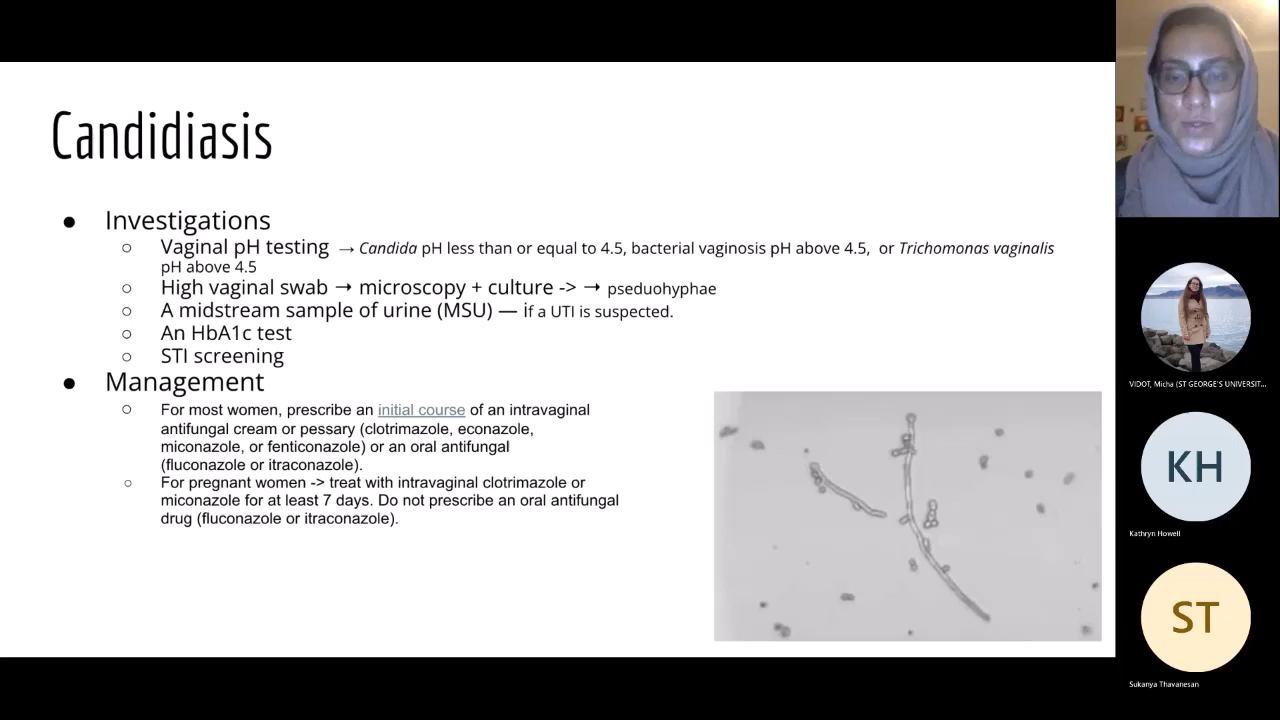 Candidiasis
● Investigations
○ Vaginal pH testing → Candida pH less than or equal to 4.5, bacterial vaginosis pH above 4.5, or Trichomonas vaginalis
pH above 4.5
○ High vaginal swab → microscopy + culture -> → pseduohyphae
○ A midstream sample of urine (MSU) — if a UTI is suspected.
○ An HbA1c test
○ STI screening
● Management
○ For most women, prescribe an initial course of an intravaginal
antifungal cream or pessary (clotrimazole, econazole,
miconazole, or fenticonazole) or an oral antifungal
(fluconazole or itraconazole).
○ For pregnant women -> treat with intravaginal clotrimazole or
miconazole for at least 7 days. Do not prescribe an oral antifungal
drug (fluconazole or itraconazole).
VIDOT, Micha (ST GEORGE'S UNIVERSIT...
KH
Kathryn Howell
ST
Sukanya Thavanesan